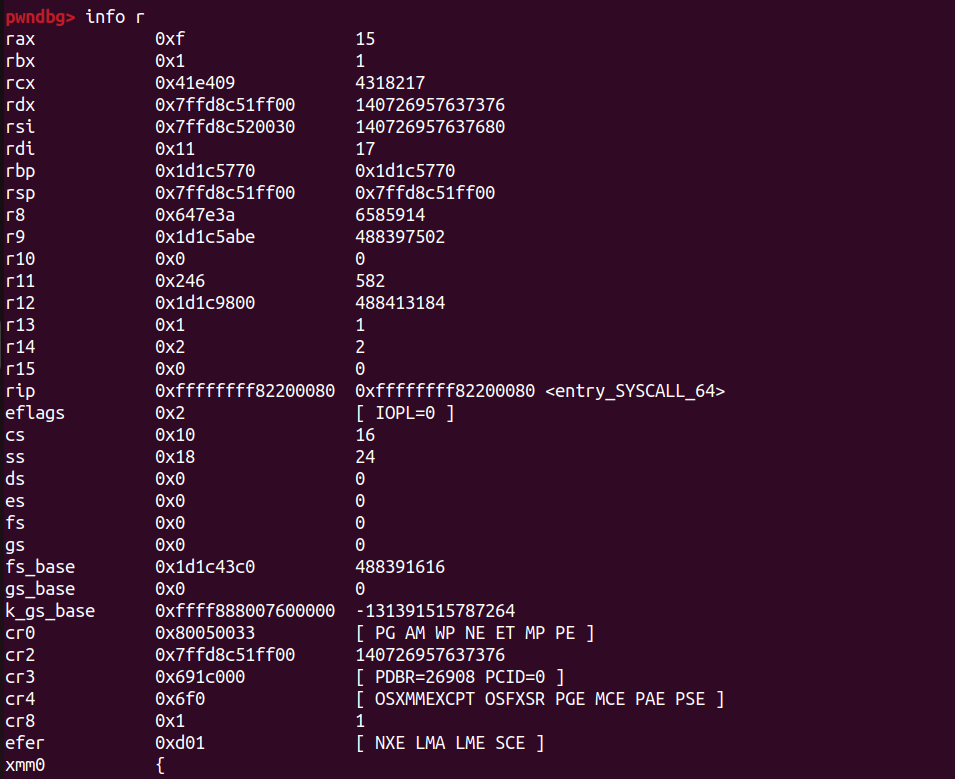 pwndbg> info r
rax 0xf 15
rbx 0x1 1
rcx 0x41e409 4318217
rdx 0x7ffd8c51ff00 140726957637376
rsi 0x7ffd8c520030 140726957637680
rdi 0x11 17
rbp 0x1d1c5770 0x1d1c5770
rsp 0x7ffd8c51ff00 0x7ffd8c51ff00
r8 0x647e3a 6585914
r9 0x1d1c5abe 488397502
r10 0x0 0
r11 0x246 582
r12 0x1d1c9800 488413184
r13 0x1 1
r14 0x2 2
r15 0x0 0
rip 0xffffffff82200080 0xffffffff82200080 <entry_SYSCALL_64>
eflags 0x2 [ IOPL=0 ]
cs 0x10 16
ss 0x18 24
ds 0x0 0
es 0x0 0
fs 0x0 0
gs 0x0 0
fs_base 0x1d1c43c0 488391616
gs_base 0x0 0
k_gs_base 0xffff888007600000 -131391515787264
cr0 0x80050033 [ PG AM WP NE ET MP PE ]
cr2 0x7ffd8c51ff00 140726957637376
cr3 0x691c000 [ PDBR=26908 PCID=0 ]
cr4 0x6f0 [ OSXMMEXCPT OSFXSR PGE MCE PAE PSE ]
cr8 0x1 1
efer 0xd01 [ NXE LMA LME SCE ]
xmm0 {